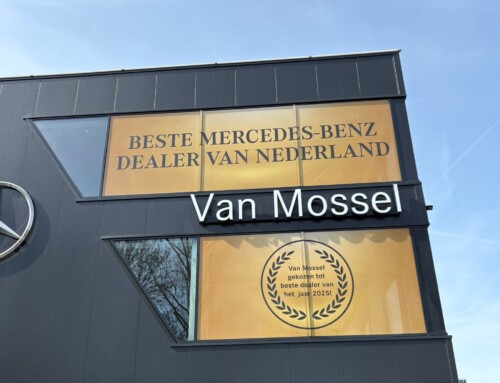 BESTE MERCEDES-BENZ
DEALER VAN NEDERLAND
Van Mossel
Van Mossel
gekozen tot
beste dealer van
het jaar 2025!